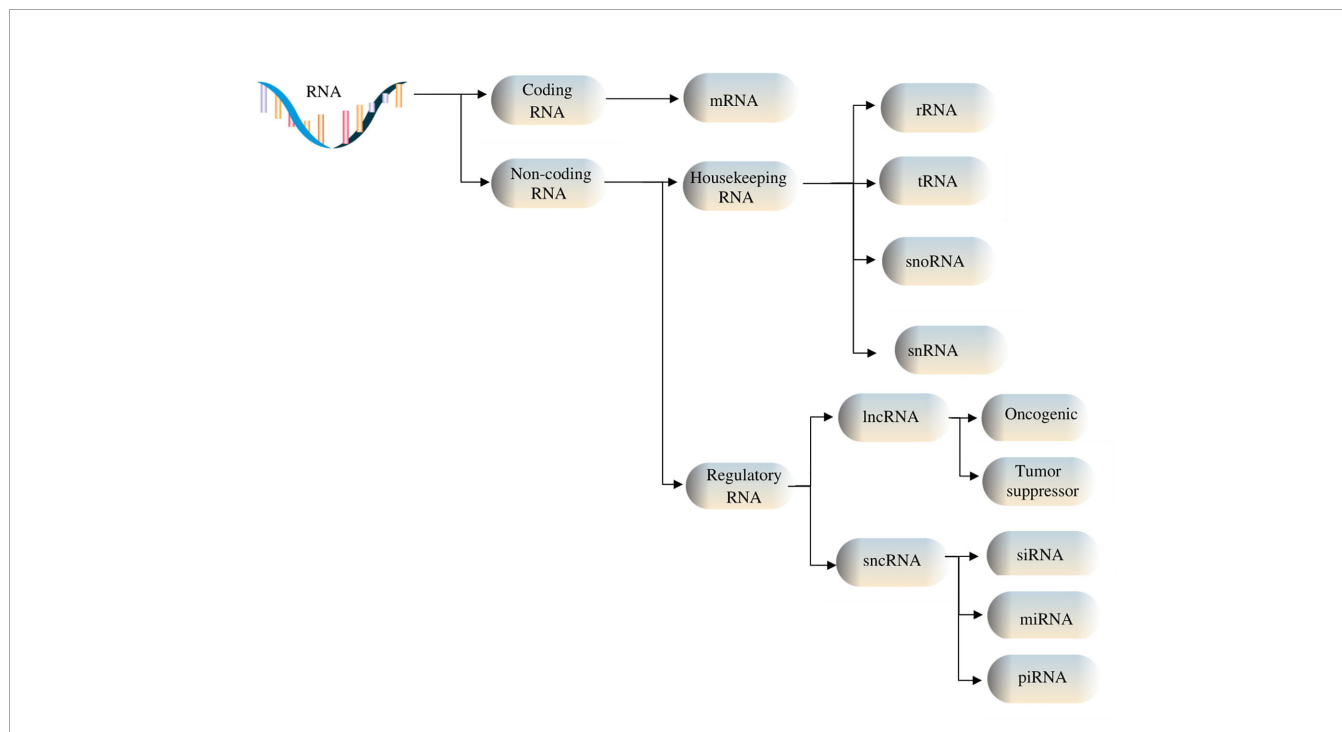 RNA
Coding
RNA
mRNA
rRNA
Non-coding
RNA
Housekeeping
RNA
tRNA
snoRNA
snRNA
lncRNA
Oncogenic
Tumor
suppressor
Regulatory
RNA
sncRNA
siRNA
miRNA
piRNA